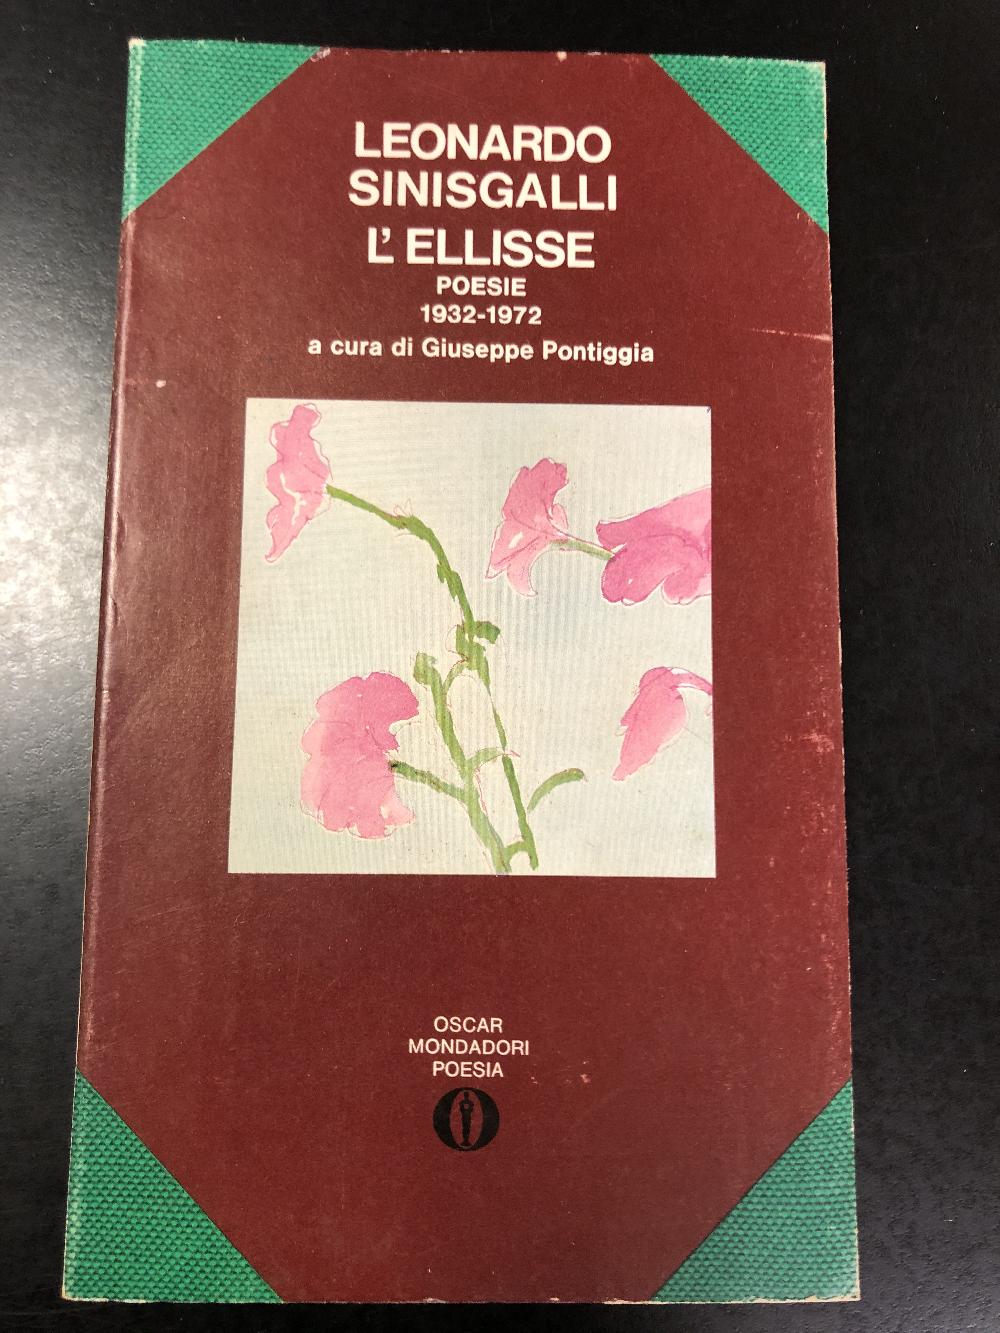 LEONARDO
SINISGALLI
L'ELLISSE
POESIE
1932-1972
a cura di Giuseppe Pontiggia
OSCAR
MONDADORI
POESIA